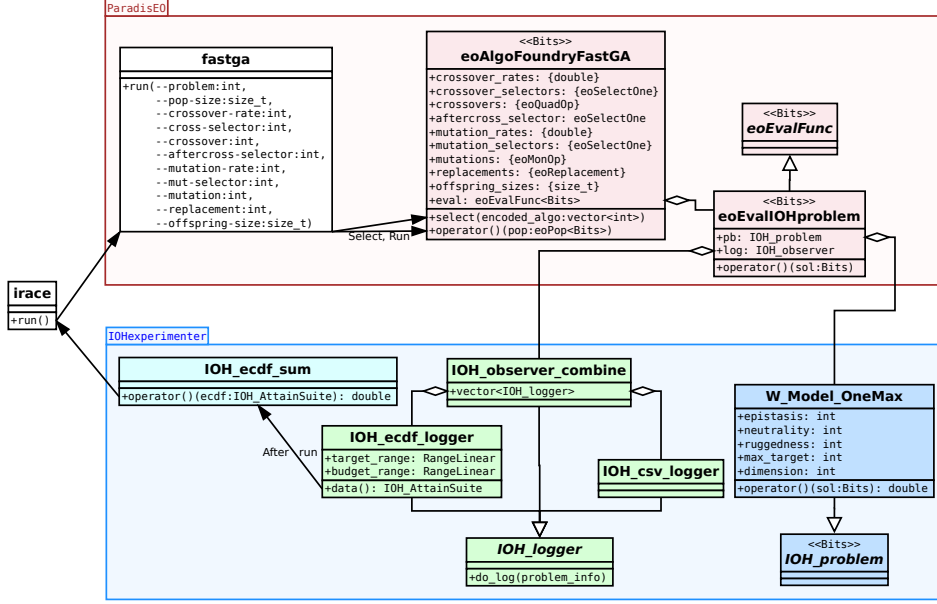 ParadisEO
fastga
+run(--problem:int,
--pop-size:size_t,
--crossover-rate:int,
--cross-selector:int,
--crossover:int,
--aftercross-selector:int,
--mutation-rate:int,
--mut-selector:int,
--mutation:int,
--replacement:int,
--offspring-size:size_t)
<<Bits>>
eoAlgoFoundryFastGA
+crossover_rates: {double}
+crossover_selectors: {eoSelectOne}
+crossovers: {eoQuadOp}
+aftercross_selector: eoSelectOne
+mutation_rates: {double}
+mutation_selectors: {eoSelectOne}
+mutations: {eoMonOp}
+replacements: {eoReplacement}
+offspring_sizes: {size_t}
+eval: eoEvalFunc<Bits>
+select(encoded_algo:vector<int>)
+operator()(pop:eoPop<Bits>)
Select, Run
<<Bits>>
eoEvalFunc
<<Bits>>
eoEvalIOHproblem
+pb: IOH_problem
+log: IOH_observer
+operator()(sol:Bits)
irace
+run()
IOHexperimenter
IOH_ecdf_sum
+operator()(ecdf:IOH_AttainSuite): double
IOH_observer_combine
+vector<IOH_logger>
After run
IOH_ecdf_logger
+target_range: RangeLinear
+budget_range: RangeLinear
+data(): IOH_AttainSuite
IOH_csv_logger
W_Model_OneMax
+epistasis: int
+neutrality: int
+ruggedness: int
+max_target: int
+dimension: int
+operator()(sol:Bits): double
IOH_logger
+do_log(problem_info)
<<Bits>>
IOH_problem